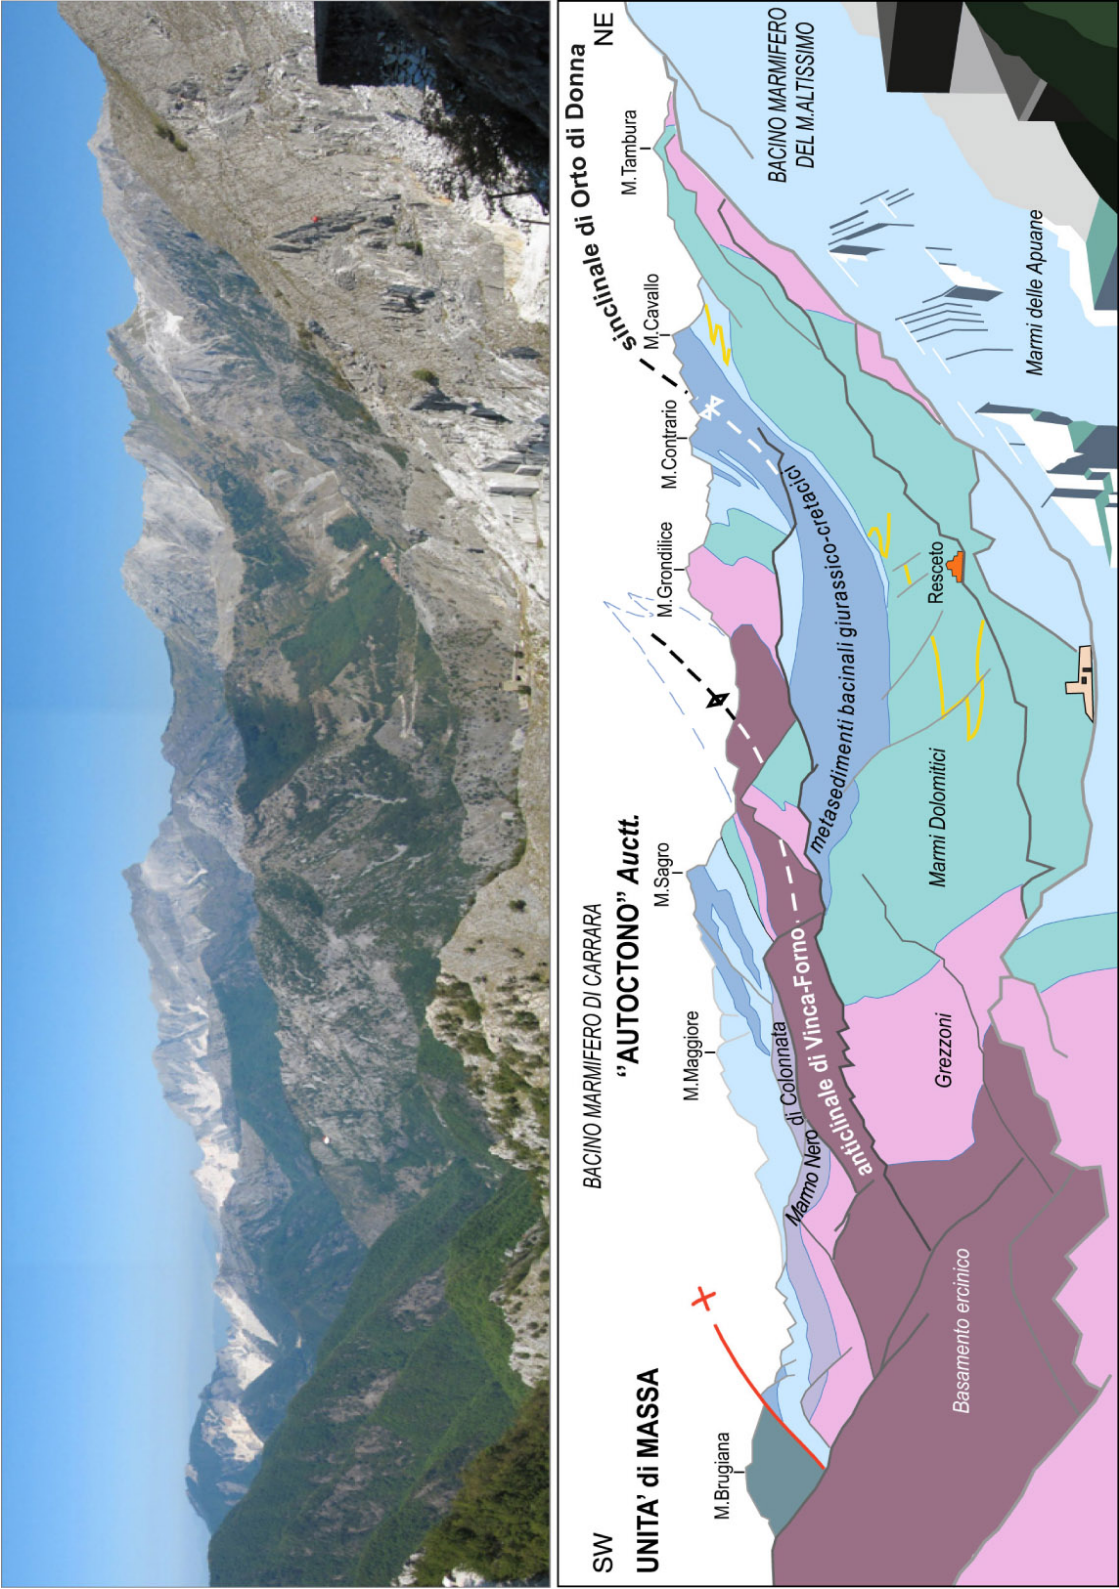 SW
NE
UNITA' di MASSA
BACINO MARMIFERO DI CARRARA
“AUTOCTONO” Auctt.
sinclinale di Orto di Donna
M.Brugiana
M.Maggiore
M.Sagro
M.Grondilice
M.Contrario
M.Cavallo
M.Tambura
BACINO MARMIFERO
DEL M.ALTISSIMO
Marmo Nero
di Colonnata
anticlinale di Vinca-Forno
metasedimenti bacinali giurassico-cretacici
Resceto
Basamento ercinico
Grezzoni
Marmi Dolomitici
Marmi delle Apuane